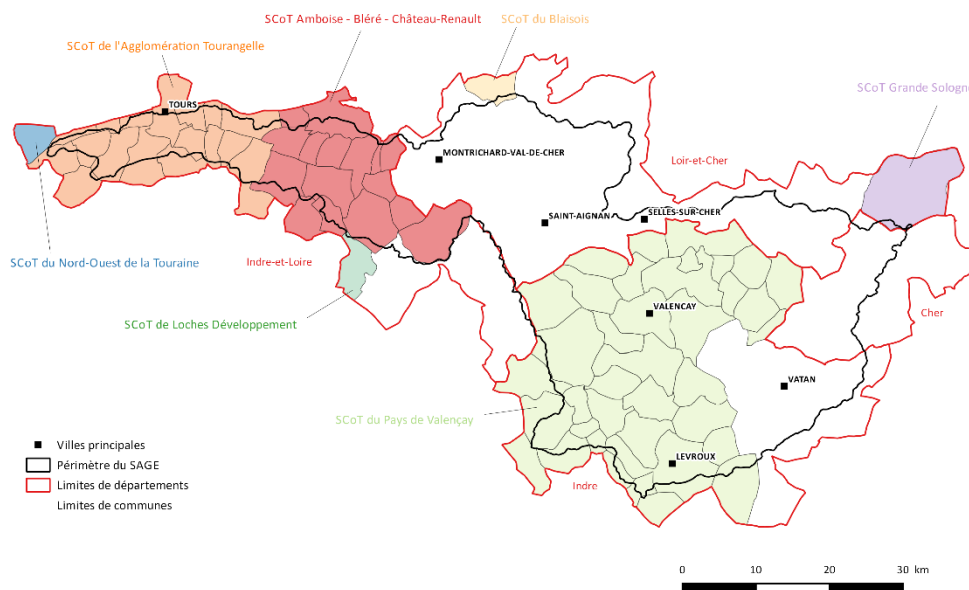 SCoT Amboise - Bléré - Château-Renault
SCoT du Blaisois
SCoT de l'Agglomération Tourangelle
SCoT Grande Sologne
TOURS
MONTRICHARD-VAL-DE-CHER
Loir-et-Cher
SAINT-AIGNAN
SELLES-SUR-CHER
SCoT du Nord-Ouest de la Touraine
Indre-et-Loire
VALENCAY
Cher
SCoT de Loches Développement
VATAN
SCoT du Pays de Valençay
LEVROUX
Indre
Villes principales
Périmètre du SAGE
Limites de départements
Limites de communes
0 10 20 30 km